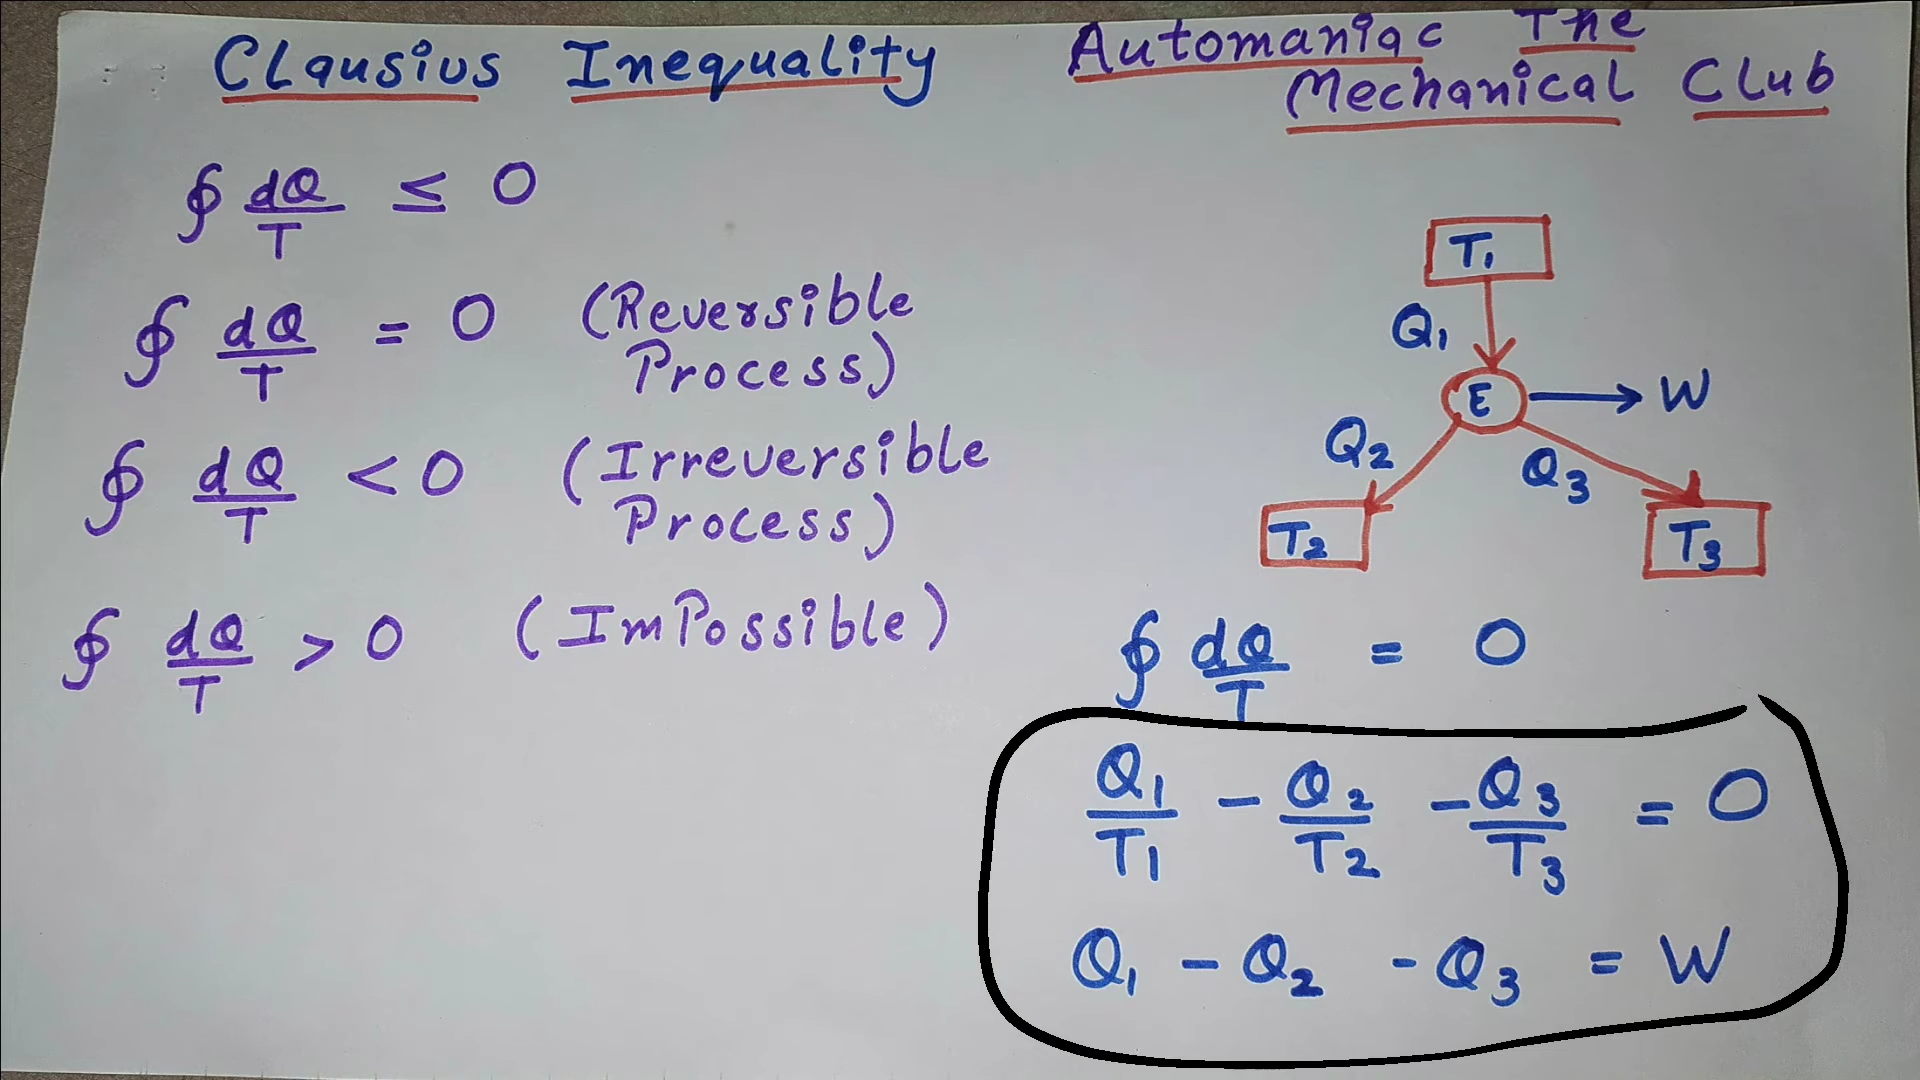 Clausius Inequality
Automaniac The
Mechanical Club
∮ dQ/T ≤ 0
∮ dQ/T = 0 (Reversible
Process)
∮ dQ/T < 0 (Irreversible
Process)
∮ dQ/T > 0 (ImPossible)
T₁
Q₁
E → W
Q₂ Q₃
T₂ T₃
∮ dQ/T = 0
Q₁/T₁ - Q₂/T₂ - Q₃/T₃ = 0
Q₁ - Q₂ - Q₃ = W